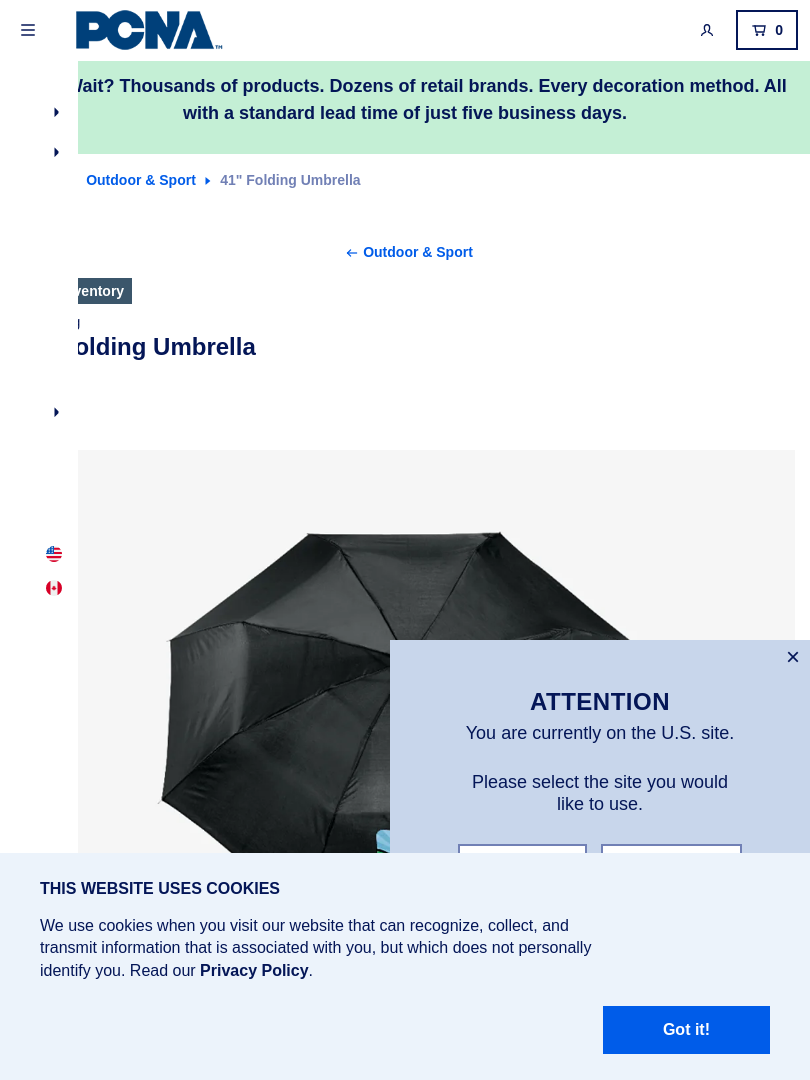 PCNA™
0
Wait? Thousands of products. Dozens of retail brands. Every decoration method. All
with a standard lead time of just five business days.
Outdoor & Sport
41" Folding Umbrella
Outdoor & Sport
Umbrella
ATTENTION
You are currently on the U.S. site.
Please select the site you would
like to use.
THIS WEBSITE USES COOKIES
We use cookies when you visit our website that can recognize, collect, and
transmit information that is associated with you, but which does not personally
identify you. Read our Privacy Policy.
Got it!